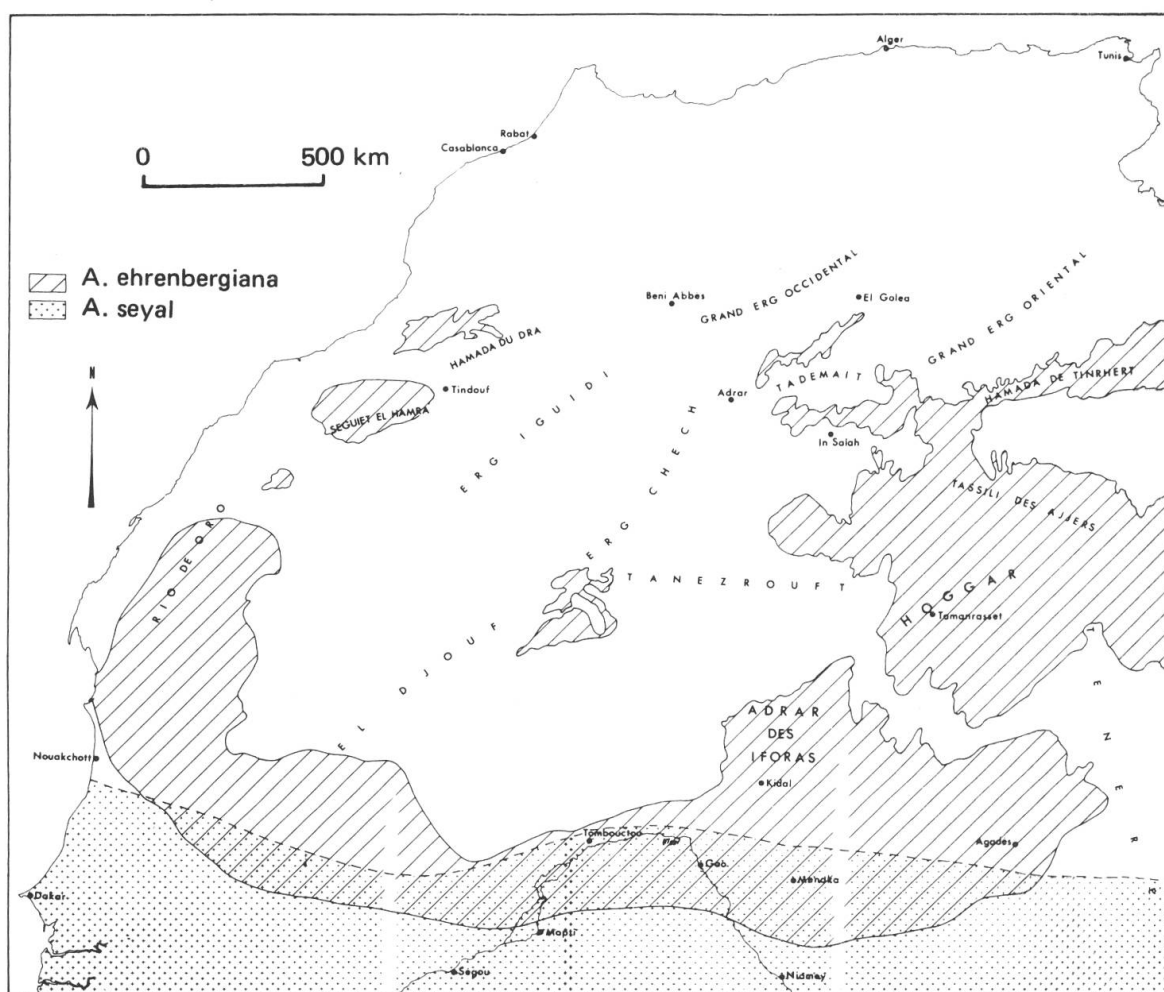 Alger
Tunis
Rabat
Casablanca
0 500 km
A. ehrenbergiana
A. seyal
N
Beni Abbes
GRAND ERG OCCIDENTAL
El Golea
GRAND ERG ORIENTAL
HAMADA DU DRA
Tindouf
SEGUIET EL HAMRA
ERG IGUIDI
ERG CHECH
Adrar
TADEMAIT
HAMADA DE TINRHERT
In Salah
TASSILI DES AJJERS
RIO DE ORO
TANEZROUFT
HOGGAR
Tamanrasset
EL DJOUF
TENERE
ADRAR
DES
IFORAS
Kidal
Nouakchott
Tombouctou
Gao
Menaka
Agadès
Dakar
Mopti
Ségou
Niamey